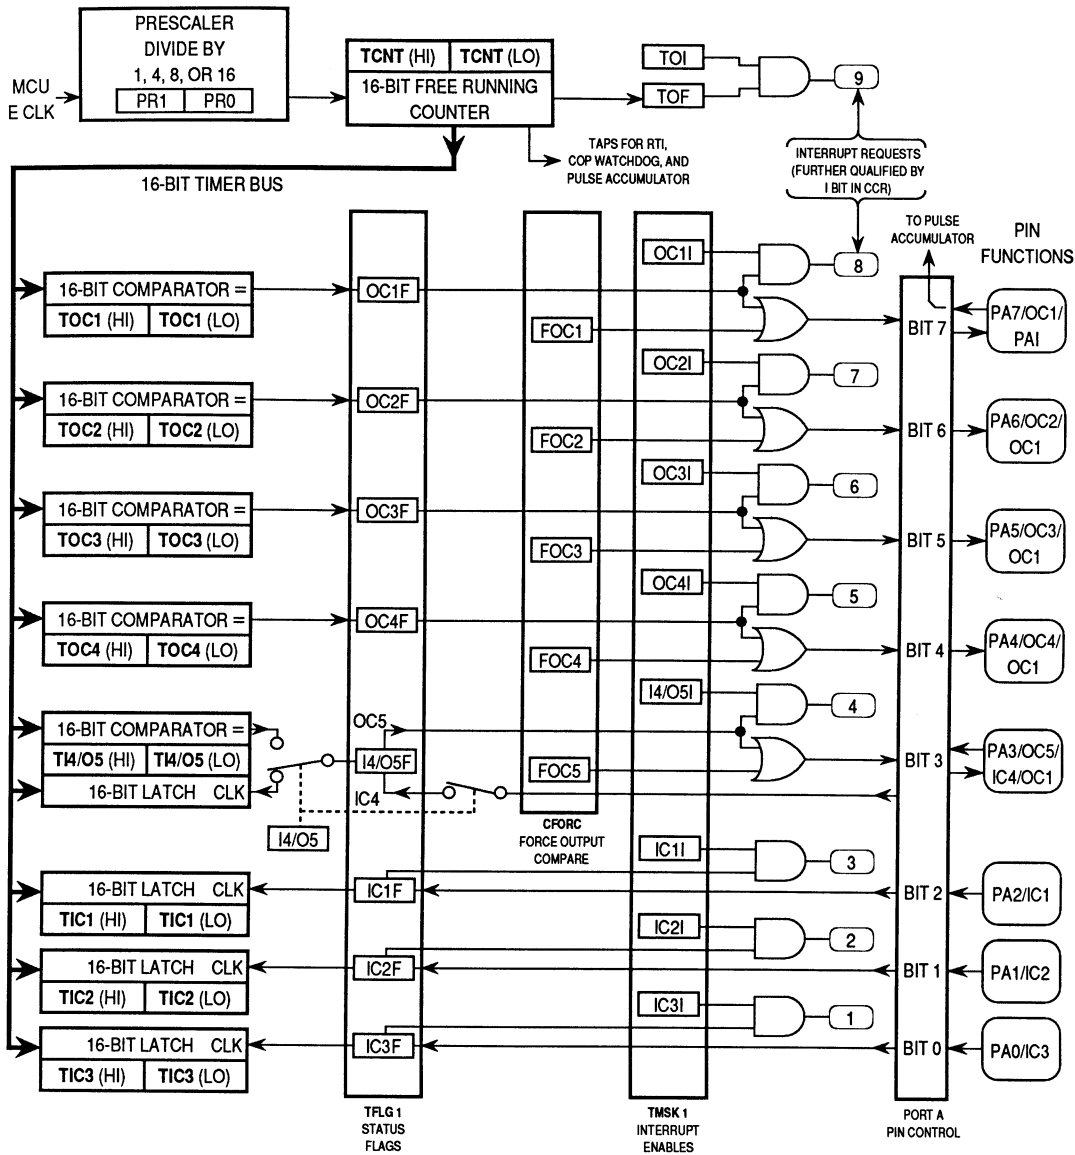 PRESCALER
DIVIDE BY
1, 4, 8, OR 16
PR1 PR0
MCU
E CLK
TCNT (HI) TCNT (LO)
16-BIT FREE RUNNING
COUNTER
TOI
TOF
9
TAPS FOR RTI,
COP WATCHDOG, AND
PULSE ACCUMULATOR
INTERRUPT REQUESTS
(FURTHER QUALIFIED BY
I BIT IN CCR)
16-BIT TIMER BUS
TO PULSE
ACCUMULATOR
PIN
FUNCTIONS
OC1I
8
16-BIT COMPARATOR =
TOC1 (HI) TOC1 (LO)
OC1F
FOC1
BIT 7
PA7/OC1/
PAI
OC2I
7
16-BIT COMPARATOR =
TOC2 (HI) TOC2 (LO)
OC2F
FOC2
BIT 6
PA6/OC2/
OC1
OC3I
6
16-BIT COMPARATOR =
TOC3 (HI) TOC3 (LO)
OC3F
FOC3
BIT 5
PA5/OC3/
OC1
OC4I
5
16-BIT COMPARATOR =
TOC4 (HI) TOC4 (LO)
OC4F
FOC4
BIT 4
PA4/OC4/
OC1
I4/O5I
4
16-BIT COMPARATOR =
TI4/O5 (HI) TI4/O5 (LO)
16-BIT LATCH CLK
OC5
I4/O5F
IC4
I4/O5
FOC5
BIT 3
PA3/OC5/
IC4/OC1
CFORC
FORCE OUTPUT
COMPARE
IC1I
3
16-BIT LATCH CLK
TIC1 (HI) TIC1 (LO)
IC1F
BIT 2
PA2/IC1
IC2I
2
16-BIT LATCH CLK
TIC2 (HI) TIC2 (LO)
IC2F
BIT 1
PA1/IC2
IC3I
1
16-BIT LATCH CLK
TIC3 (HI) TIC3 (LO)
IC3F
BIT 0
PA0/IC3
TFLG 1
STATUS
FLAGS
TMSK 1
INTERRUPT
ENABLES
PORT A
PIN CONTROL